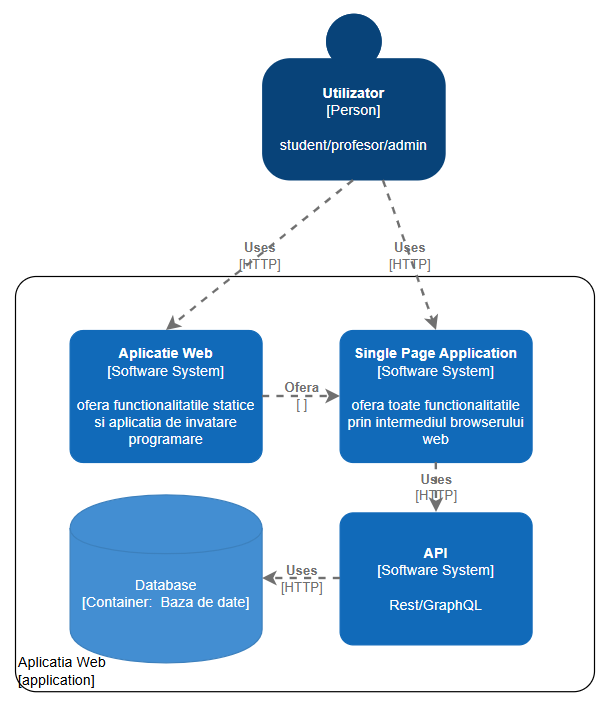 Utilizator
[Person]
student/profesor/admin
Uses
[HTTP]
Uses
[HTTP]
Aplicatie Web
[Software System]
ofera functionalitatile statice
si aplicatia de invatare
programare
Ofera
[ ]
Single Page Application
[Software System]
ofera toate functionalitatile
prin intermediul browserului
web
Uses
[HTTP]
Database
[Container:  Baza de date]
Uses
[HTTP]
API
[Software System]
Rest/GraphQL
Aplicatia Web
[application]